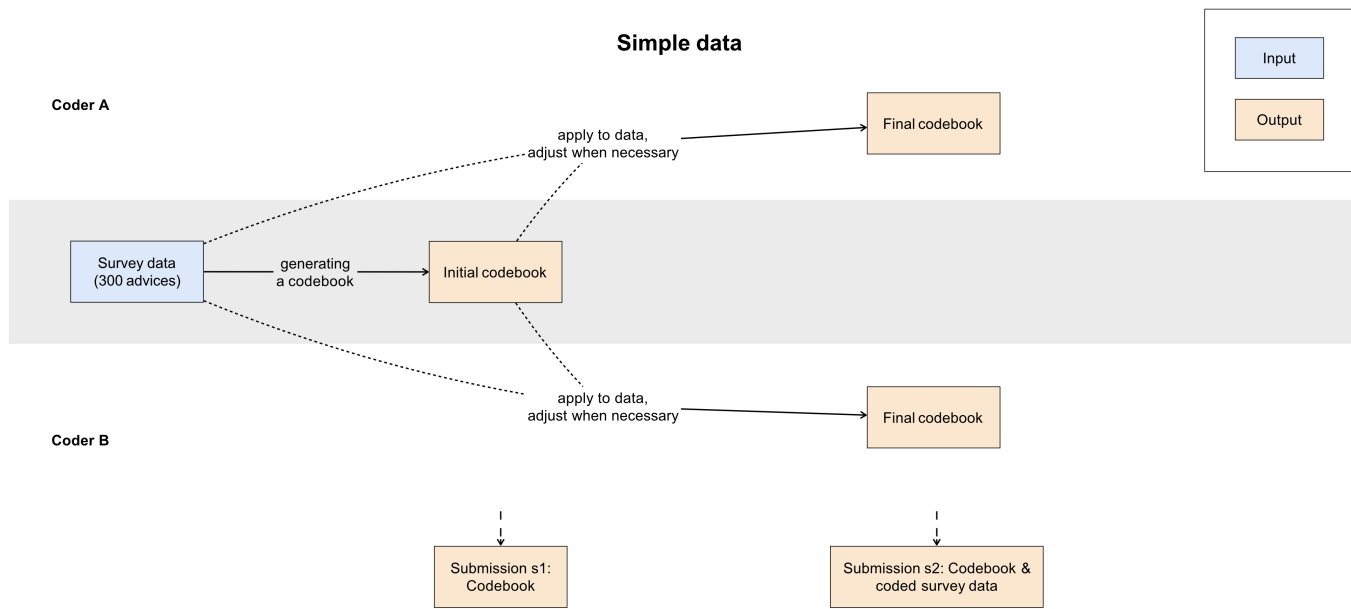 Simple data
Input
Output
Coder A
apply to data,
adjust when necessary
Final codebook
Survey data
(300 advices)
generating
a codebook
Initial codebook
apply to data,
adjust when necessary
Final codebook
Coder B
Submission s1:
Codebook
Submission s2: Codebook &
coded survey data